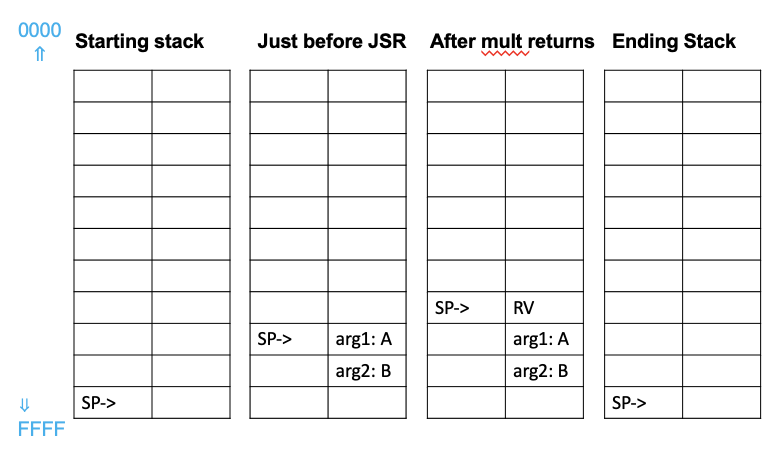 0000
⇑
Starting stack
Just before JSR
After mult returns
Ending Stack
SP-> RV
SP-> arg1: A
arg1: A
arg2: B
arg2: B
SP->
SP->
⇓
FFFF